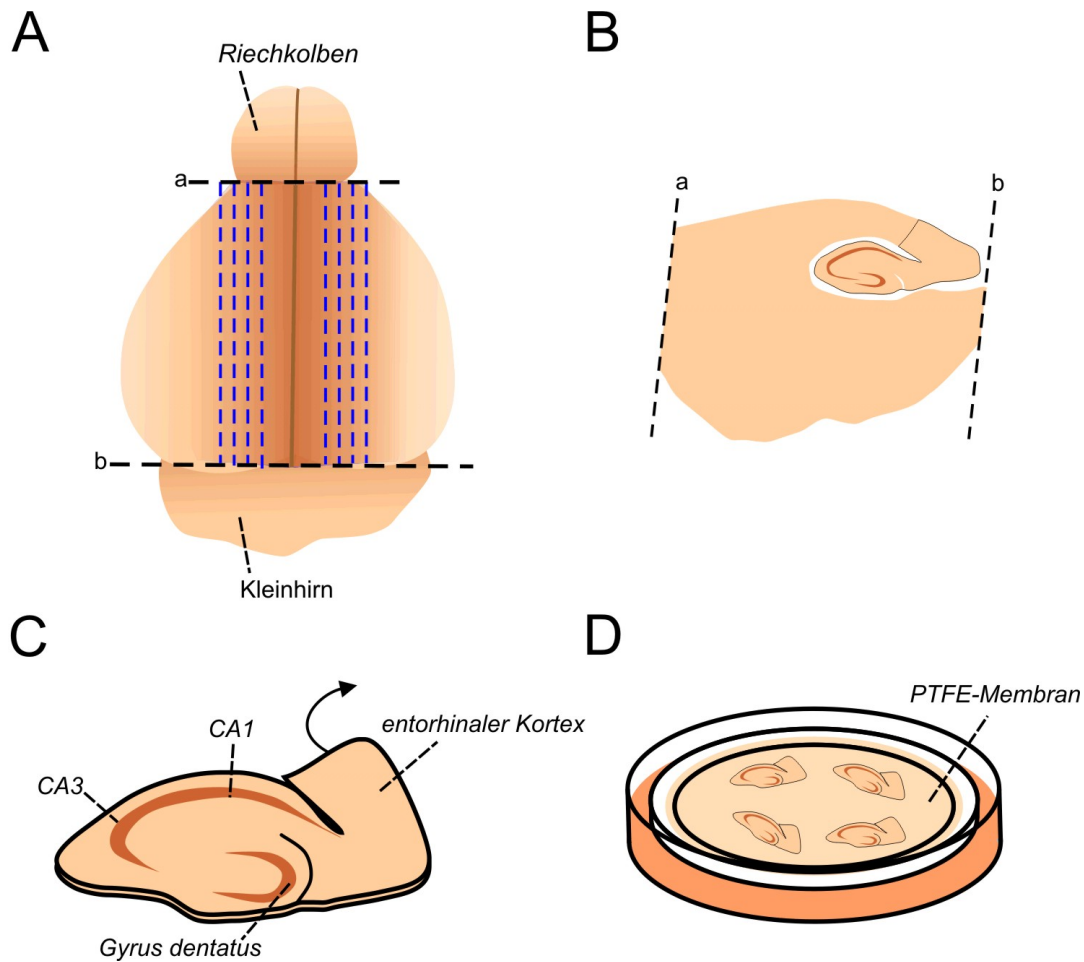 A
Riechkolben
a
b
Kleinhirn
B
a
b
C
CA1
entorhinaler Kortex
CA3
Gyrus dentatus
D
PTFE-Membran